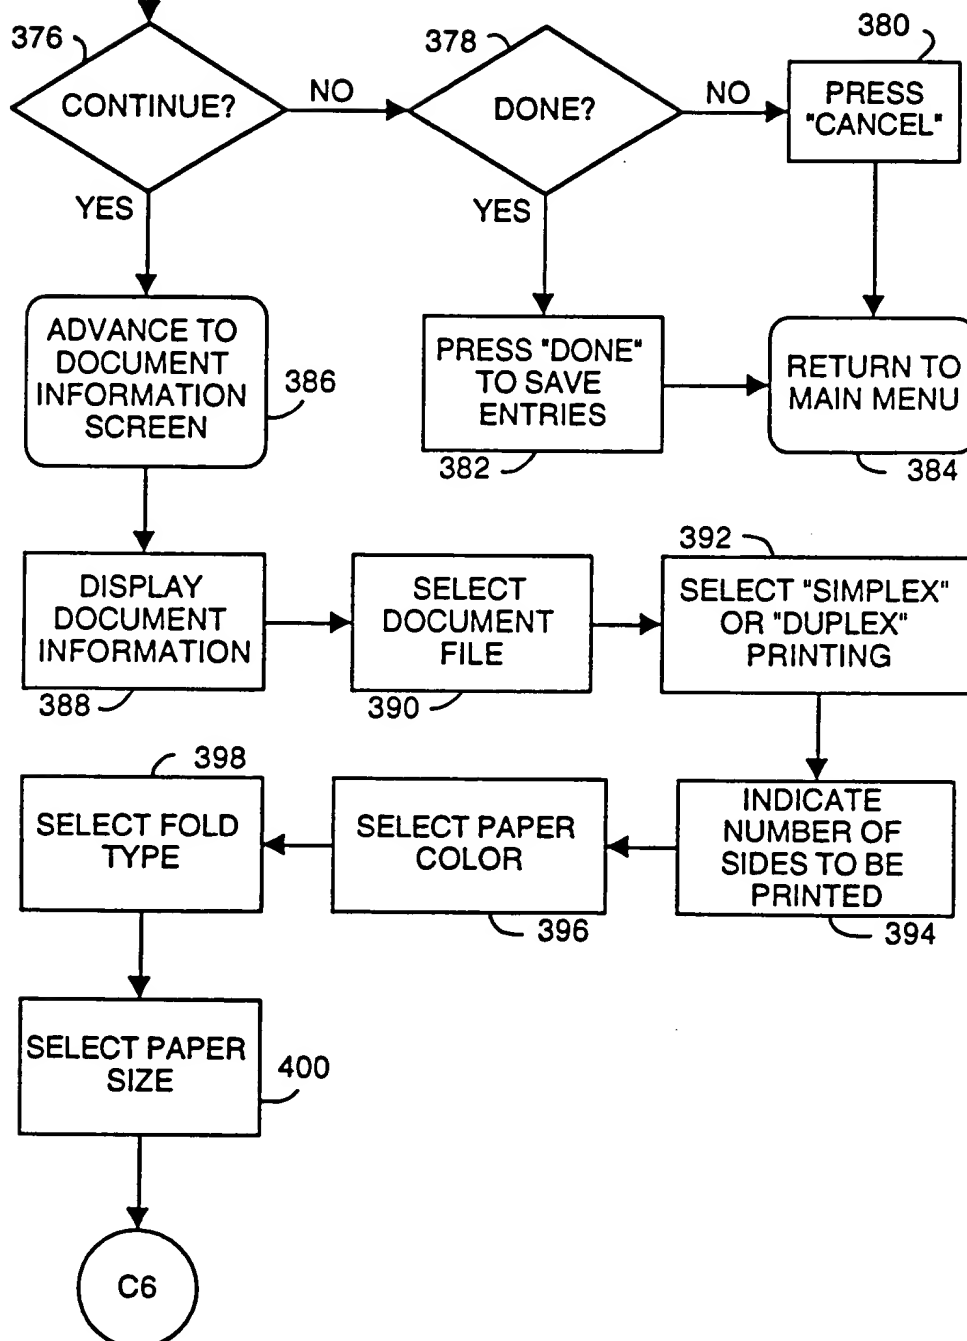 376
CONTINUE?
NO
378
DONE?
NO
380
PRESS
"CANCEL"
YES
YES
ADVANCE TO
DOCUMENT
INFORMATION
SCREEN
386
PRESS "DONE"
TO SAVE
ENTRIES
382
RETURN TO
MAIN MENU
384
DISPLAY
DOCUMENT
INFORMATION
388
SELECT
DOCUMENT
FILE
390
392
SELECT "SIMPLEX"
OR "DUPLEX"
PRINTING
398
SELECT FOLD
TYPE
SELECT PAPER
COLOR
396
INDICATE
NUMBER OF
SIDES TO BE
PRINTED
394
SELECT PAPER
SIZE
400
C6